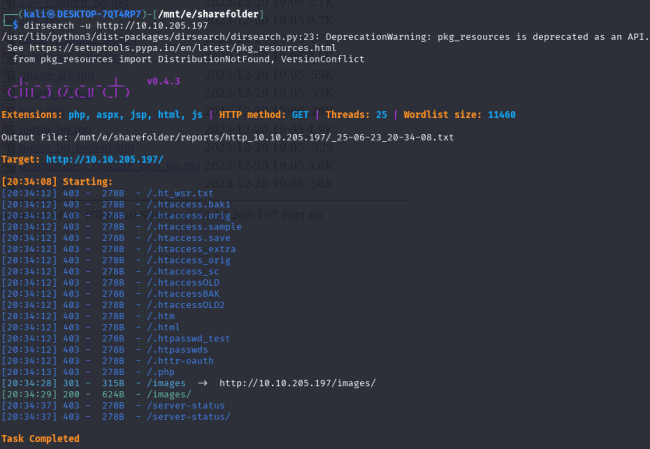 (kali㉿DESKTOP-7QT4RP7)-[/mnt/e/sharefolder]
$ dirsearch -u http://10.10.205.197
/usr/lib/python3/dist-packages/dirsearch/dirsearch.py:23: DeprecationWarning: pkg_resources is deprecated as an API.
See https://setuptools.pypa.io/en/latest/pkg_resources.html
from pkg_resources import DistributionNotFound, VersionConflict
v0.4.3
Extensions: php, aspx, jsp, html, js | HTTP method: GET | Threads: 25 | Wordlist size: 11460
Output File: /mnt/e/sharefolder/reports/http_10.10.205.197/_25-06-23_20-34-08.txt
Target: http://10.10.205.197/
[20:34:08] Starting:
[20:34:12] 403 - 278B - /.ht_wsr.txt
[20:34:12] 403 - 278B - /.htaccess.bak1
[20:34:12] 403 - 278B - /.htaccess.orig
[20:34:12] 403 - 278B - /.htaccess.sample
[20:34:12] 403 - 278B - /.htaccess.save
[20:34:12] 403 - 278B - /.htaccess_extra
[20:34:12] 403 - 278B - /.htaccess_orig
[20:34:12] 403 - 278B - /.htaccess_sc
[20:34:12] 403 - 278B - /.htaccessOLD
[20:34:12] 403 - 278B - /.htaccessBAK
[20:34:12] 403 - 278B - /.htaccessOLD2
[20:34:12] 403 - 278B - /.htm
[20:34:12] 403 - 278B - /.html
[20:34:12] 403 - 278B - /.htpasswd_test
[20:34:12] 403 - 278B - /.htpasswds
[20:34:12] 403 - 278B - /.httr-oauth
[20:34:13] 403 - 278B - /.php
[20:34:28] 301 - 315B - /images → http://10.10.205.197/images/
[20:34:29] 200 - 624B - /images/
[20:34:37] 403 - 278B - /server-status
[20:34:37] 403 - 278B - /server-status/
Task Completed